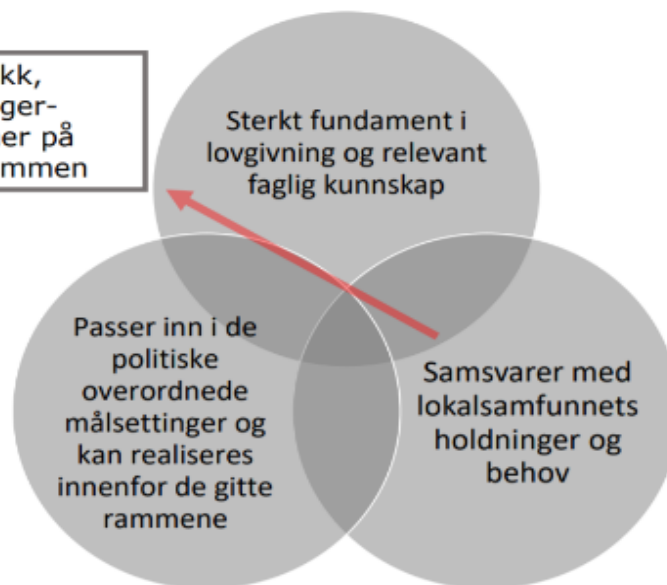 kk,
ger-
er på
mmen
Sterkt fundament i
lovgivning og relevant
faglig kunnskap
Passer inn i de
politiske
overordnede
målsettinger og
kan realiseres
innenfor de gitte
rammene
Samsvarer med
lokalsamfunnets
holdninger og
behov